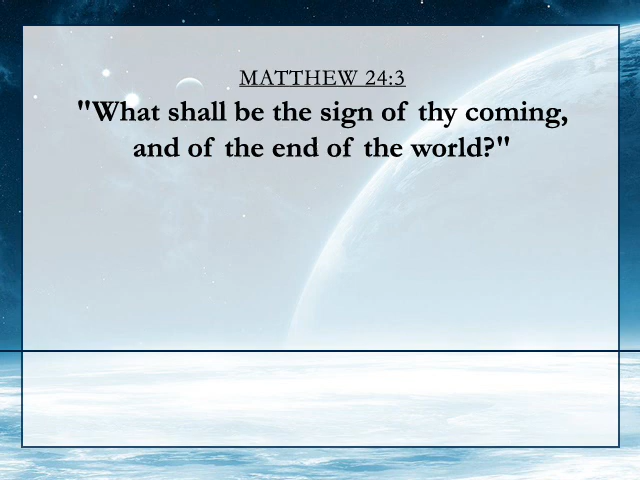 MATTHEW 24:3
"What shall be the sign of thy coming,
and of the end of the world?"